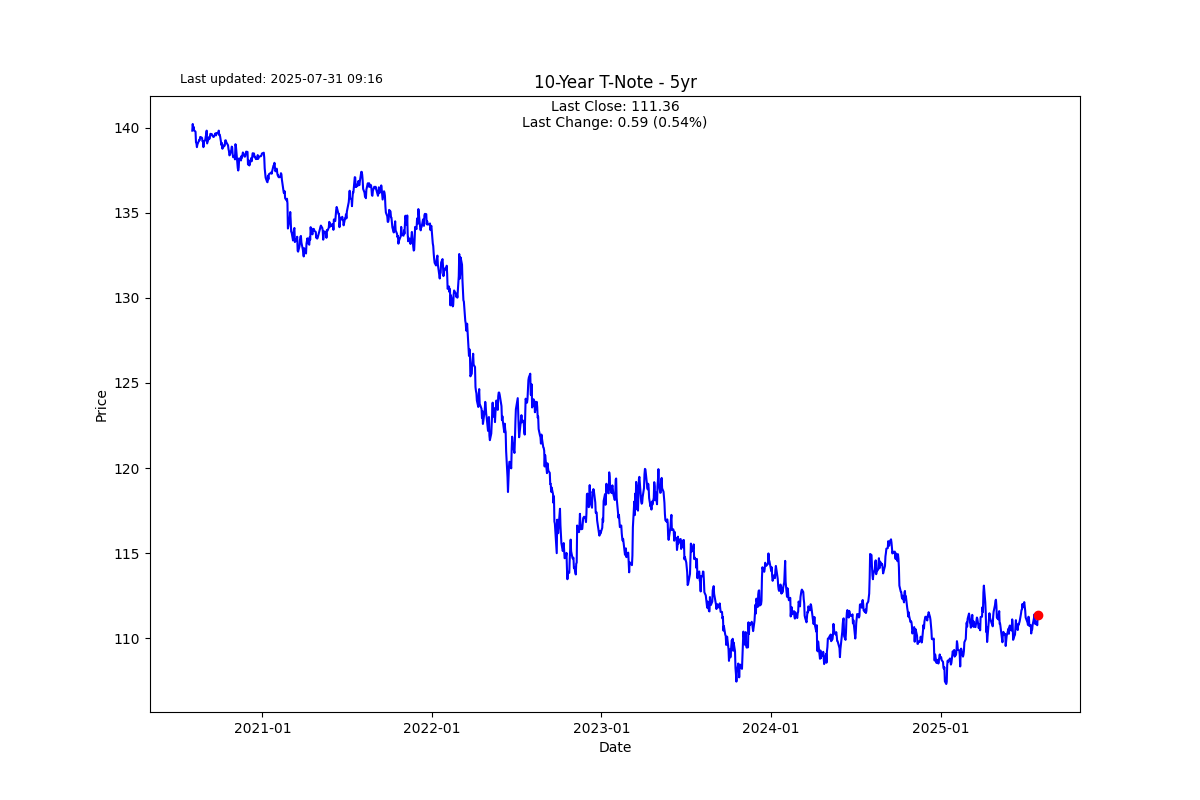 Last updated: 2025-07-31 09:16
10-Year T-Note - 5yr
Last Close: 111.36
Last Change: 0.59 (0.54%)
Price
140
135
130
125
120
115
110
2021-01
2022-01
2023-01
2024-01
2025-01
Date